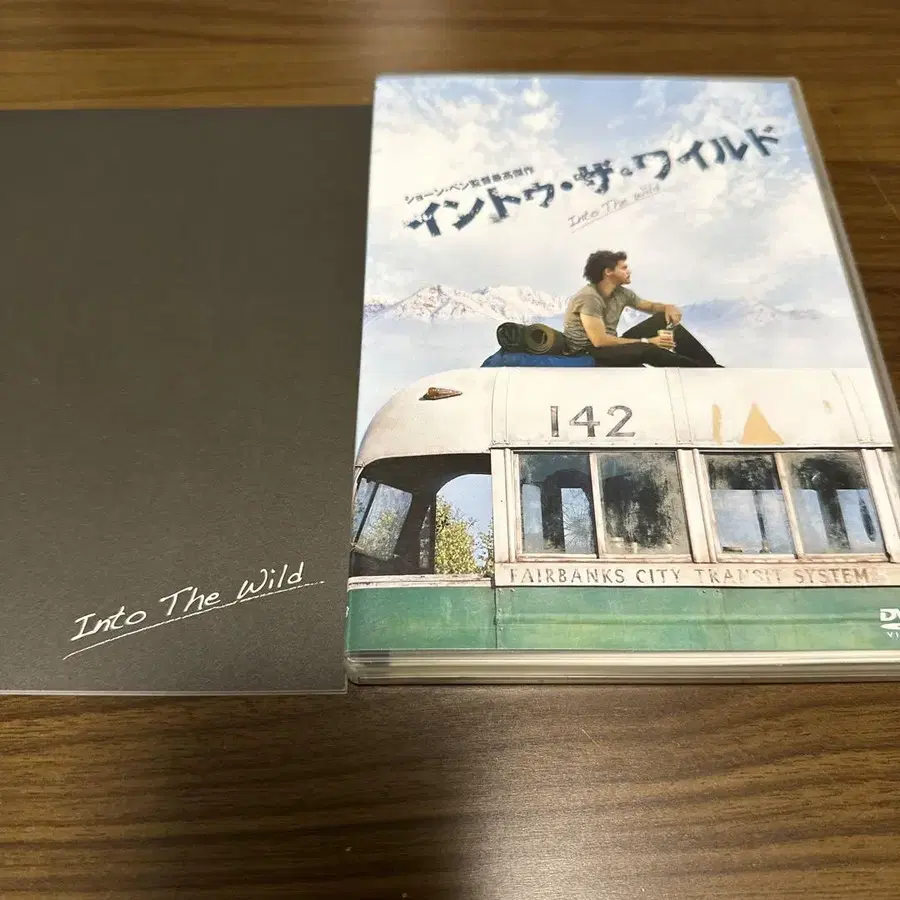 ショーン・ペン監督最高傑作
イントゥ・ザ・ワイルド
Into The Wild
142
FAIRBANKS CITY TRANSIT SYSTEM
Into The Wild